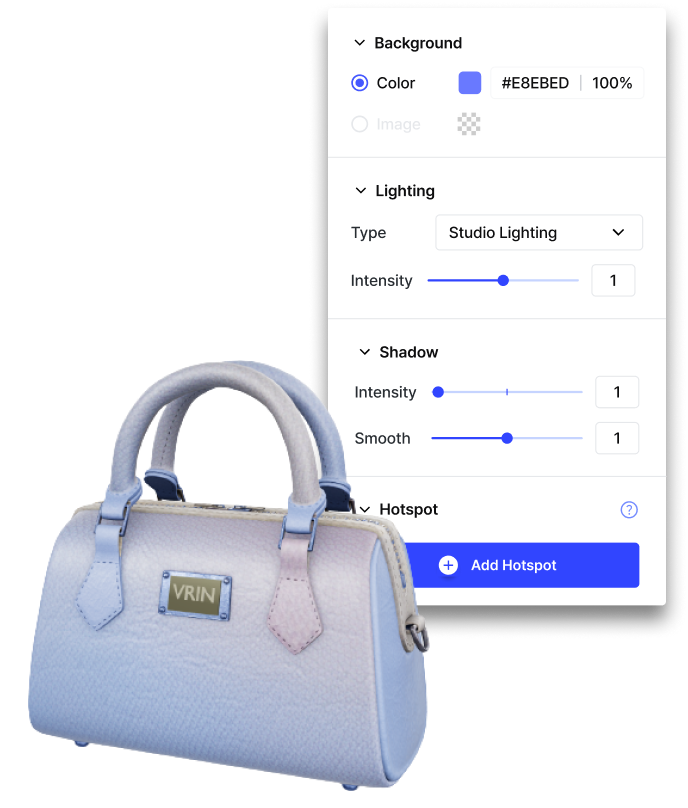 Background
Color #E8EBED 100%
Image
Lighting
Type Studio Lighting
Intensity 1
Shadow
Intensity 1
Smooth 1
Hotspot ?
Add Hotspot
VRIN